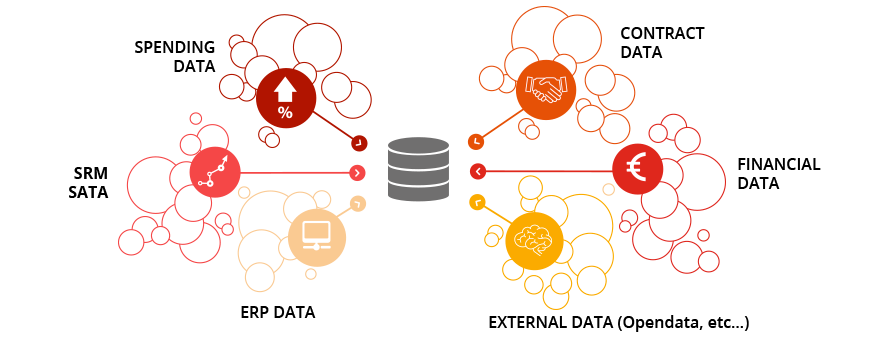 SPENDING
DATA
%
CONTRACT
DATA
SRM
SATA
€
FINANCIAL
DATA
ERP DATA
EXTERNAL DATA (Opendata, etc...)